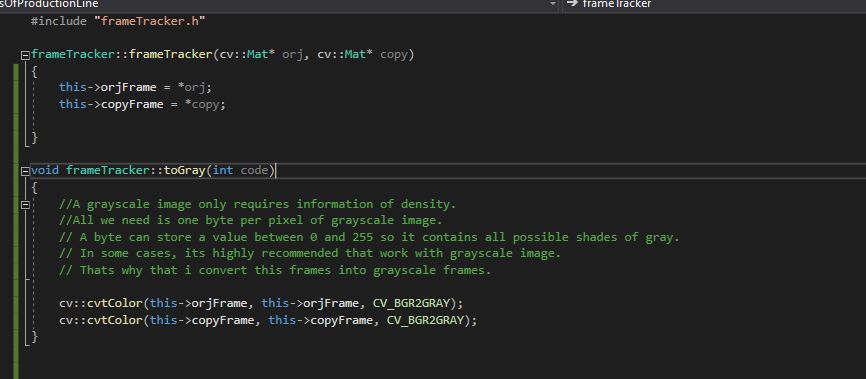 sOfProductionLine frameTracker
#include "frameTracker.h"
frameTracker::frameTracker(cv::Mat* orj, cv::Mat* copy)
{
this->orjFrame = *orj;
this->copyFrame = *copy;
}
void frameTracker::toGray(int code)
{
//A grayscale image only requires information of density.
//All we need is one byte per pixel of grayscale image.
// A byte can store a value between 0 and 255 so it contains all possible shades of gray.
// In some cases, its highly recommended that work with grayscale image.
// Thats why that i convert this frames into grayscale frames.
cv::cvtColor(this->orjFrame, this->orjFrame, CV_BGR2GRAY);
cv::cvtColor(this->copyFrame, this->copyFrame, CV_BGR2GRAY);
}